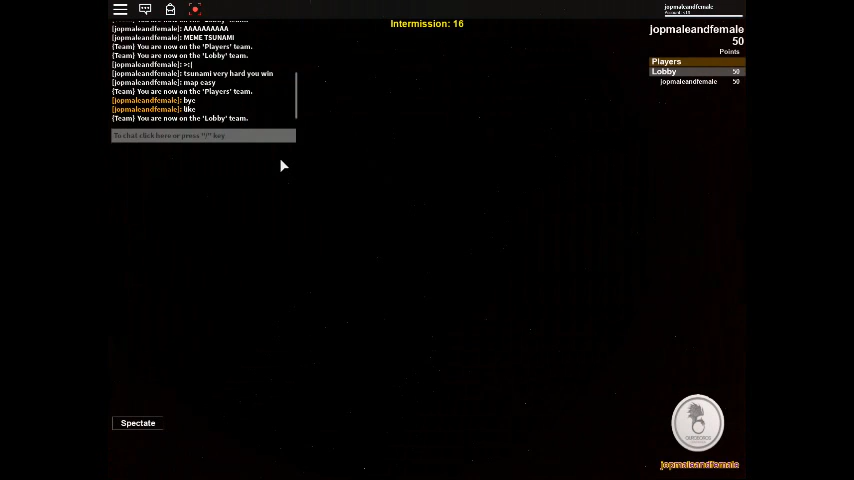 jopmaleandfemale
Intermission: 16
jopmaleandfemale
50
Points
Players
Lobby 50
jopmaleandfemale 50
[jopmaleandfemale]: AAAAAAAAAA
[jopmaleandfemale]: MEME TSUNAMI
{Team} You are now on the 'Players' team.
{Team} You are now on the 'Lobby' team.
[jopmaleandfemale]: >:(
[jopmaleandfemale]: tsunami very hard you win
[jopmaleandfemale]: map easy
{Team} You are now on the 'Players' team.
[jopmaleandfemale]: bye
[jopmaleandfemale]: like
{Team} You are now on the 'Lobby' team.
To chat click here or press "/" key
Spectate
jopmaleandfemale